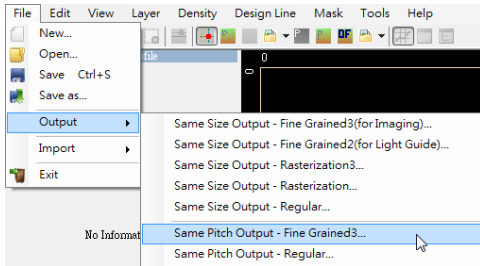 File Edit View Layer Density Design Line Mask Tools Help
New...
Open...
Save Ctrl+S
Save as...
Output
Import
Exit
file
0
0
P
P
DF
Same Size Output - Fine Grained3(for Imaging)...
Same Size Output - Fine Grained2(for Light Guide)...
Same Size Output - Rasterization3...
Same Size Output - Rasterization...
Same Size Output - Regular...
Same Pitch Output - Fine Grained3...
Same Pitch Output - Regular...
No Informat